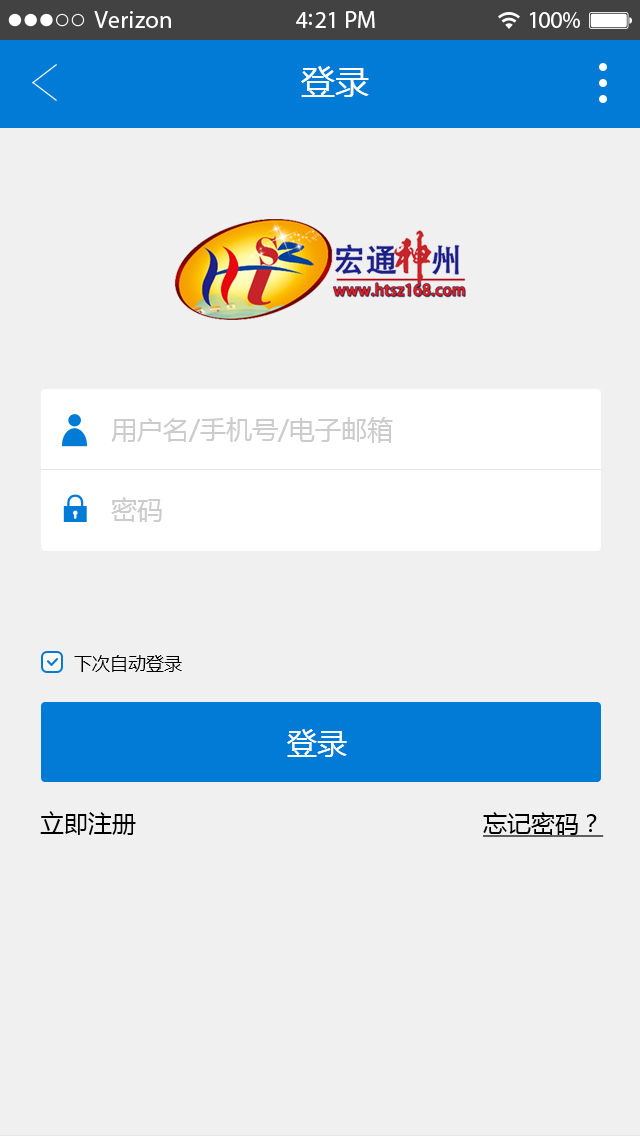 Verizon 4:21 PM 100%
登录
HTSZ
宏通神州
www.htsz168.com
用户名/手机号/电子邮箱
密码
下次自动登录
登录
立即注册 忘记密码？